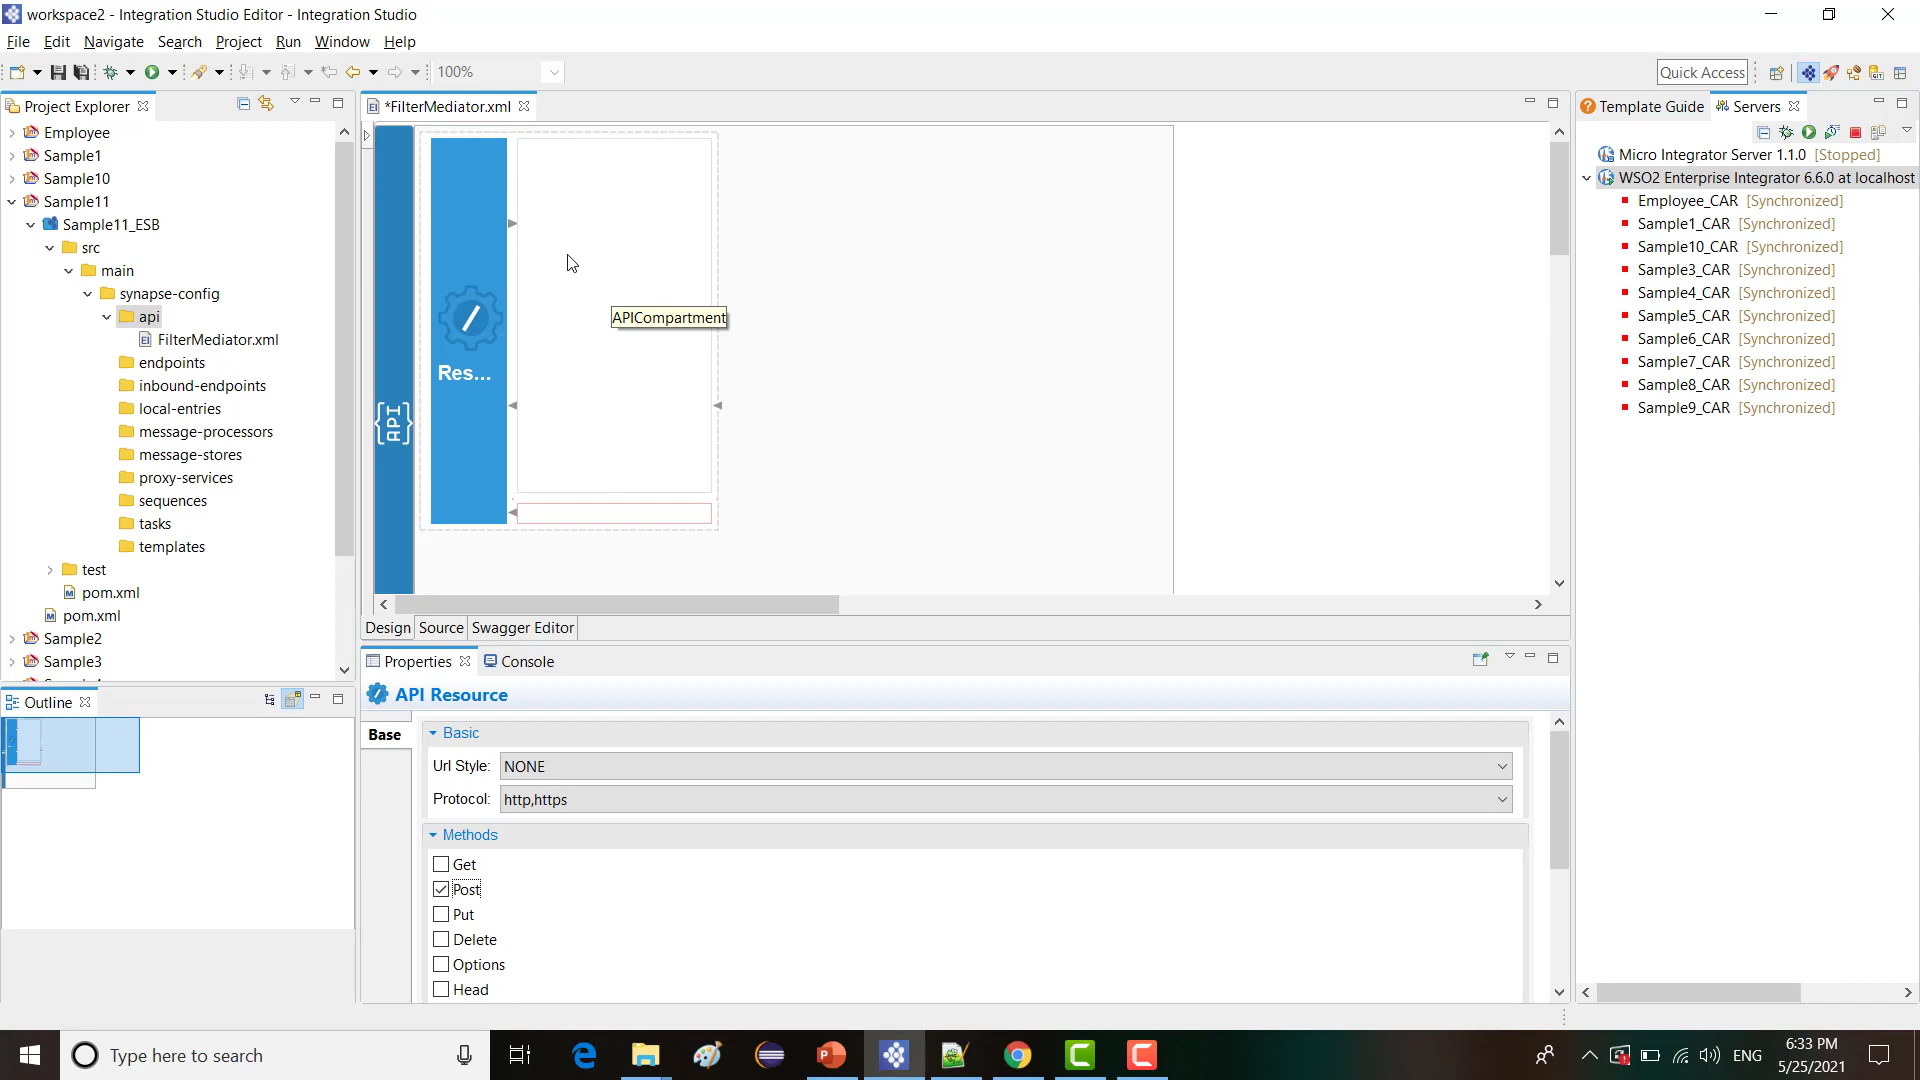 workspace2 - Integration Studio Editor - Integration Studio
File Edit Navigate Search Project Run Window Help
100%
Quick Access
Project Explorer
Employee
Sample1
Sample10
Sample11
Sample11_ESB
src
main
synapse-config
api
FilterMediator.xml
endpoints
inbound-endpoints
local-entries
message-processors
message-stores
proxy-services
sequences
tasks
templates
test
pom.xml
pom.xml
Sample2
Sample3
Outline
*FilterMediator.xml
API
Res...
APICompartment
Design Source Swagger Editor
Properties Console
API Resource
Base
Basic
Url Style: NONE
Protocol: http,https
Methods
Get
Post
Put
Delete
Options
Head
Template Guide Servers
Micro Integrator Server 1.1.0 [Stopped]
WSO2 Enterprise Integrator 6.6.0 at localhost
Employee_CAR [Synchronized]
Sample1_CAR [Synchronized]
Sample10_CAR [Synchronized]
Sample3_CAR [Synchronized]
Sample4_CAR [Synchronized]
Sample5_CAR [Synchronized]
Sample6_CAR [Synchronized]
Sample7_CAR [Synchronized]
Sample8_CAR [Synchronized]
Sample9_CAR [Synchronized]
Type here to search
ENG
6:33 PM
5/25/2021